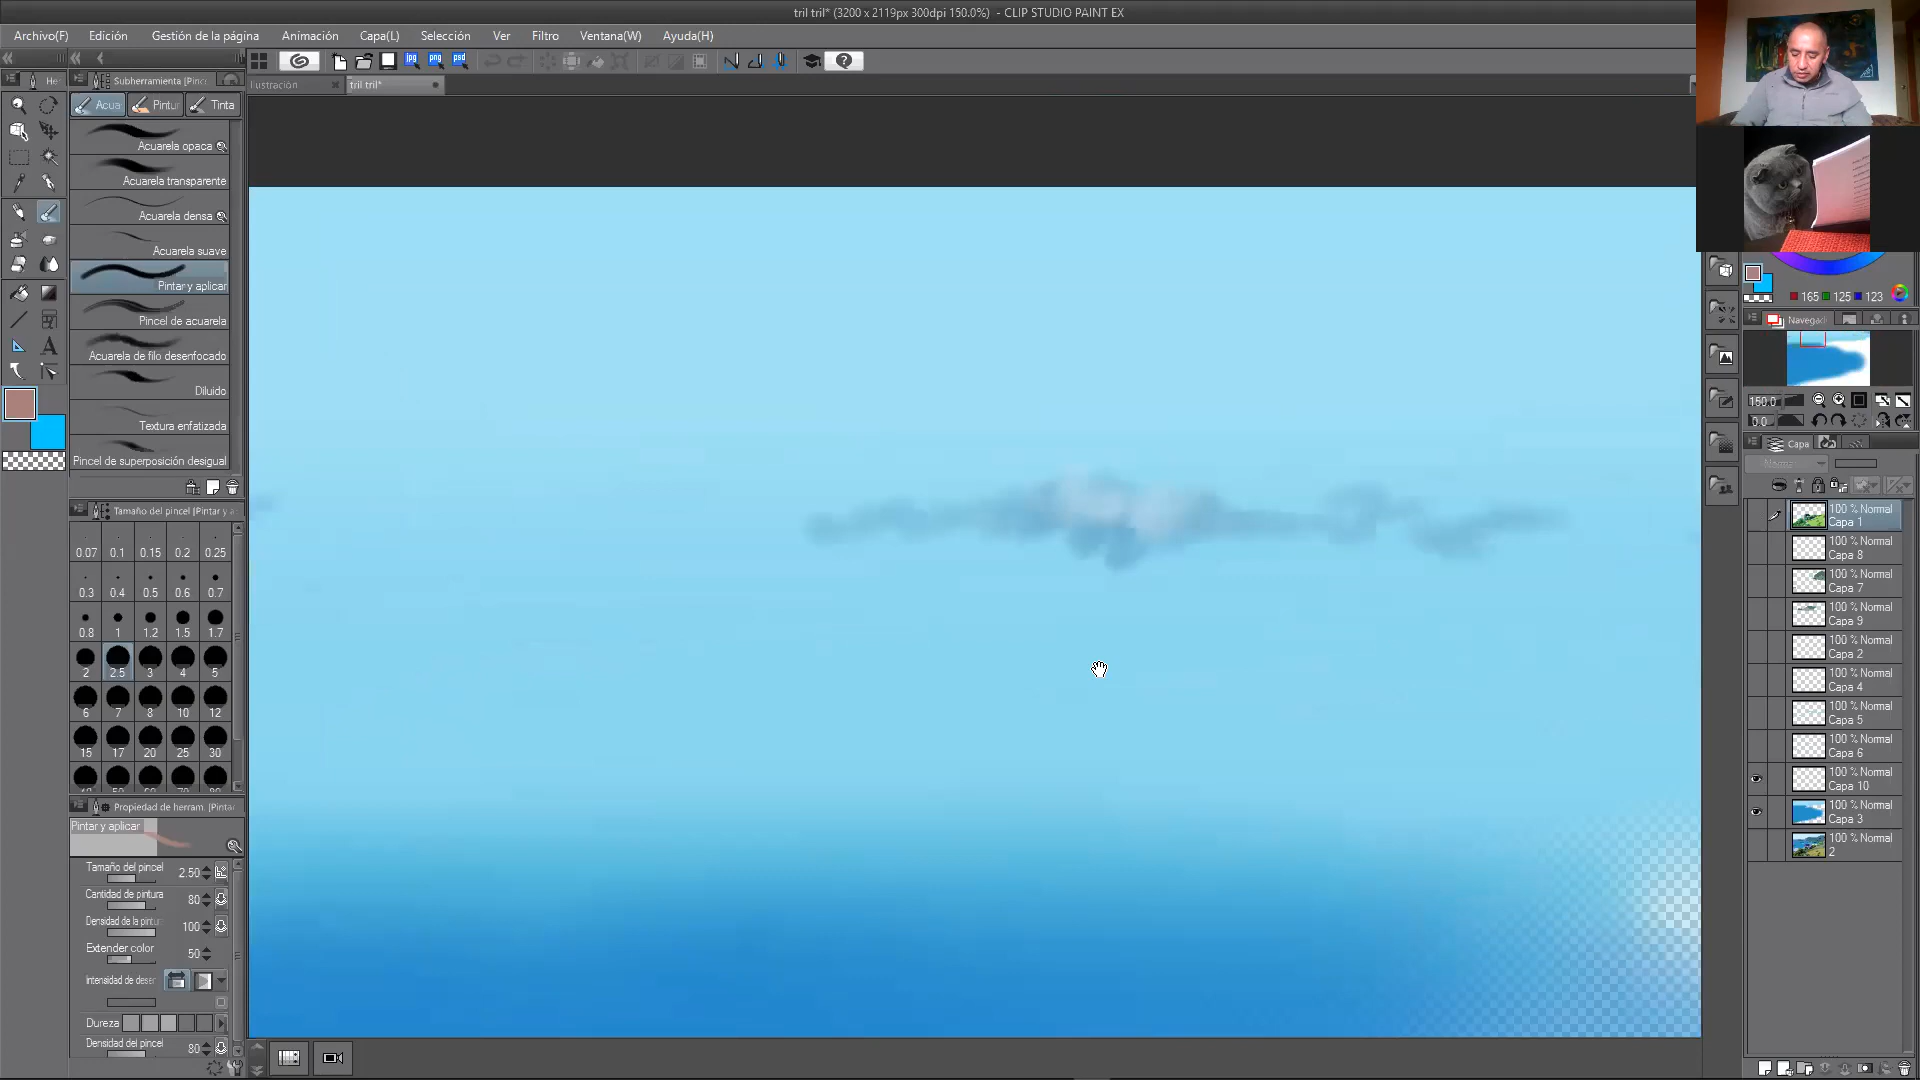 tril tril* (3200 x 2119px 300dpi 150.0%) - CLIP STUDIO PAINT EX
Archivo(F) Edición Gestión de la página Animación Capa(L) Selección Ver Filtro Ventana(W) Ayuda(H)
Subherramienta [Pinc
Ilustración tril tril*
Acua Pintur Tinta
Acuarela opaca
Acuarela transparente
Acuarela densa
Acuarela suave
Pintar y aplicar
Pincel de acuarela
Acuarela de filo desenfocado
Diluido
Textura enfatizada
Pincel de superposición desigual
Tamaño del pincel [Pintar y a
0.07 0.1 0.15 0.2 0.25
0.3 0.4 0.5 0.6 0.7
0.8 1 1.2 1.5 1.7
2 2.5 3 4 5
6 7 8 10 12
15 17 20 25 30
Propiedad de herram. [Pintar
Pintar y aplicar
Tamaño del pincel 2.50
Cantidad de pintura 80
Densidad de la pintura 100
Extender color 50
Intensidad de deser
Dureza
Densidad del pincel 80
165 125 123
Navegad
150.0
0.0
Capa
Normal
100 % Normal
Capa 1
100 % Normal
Capa 8
100 % Normal
Capa 7
100 % Normal
Capa 9
100 % Normal
Capa 2
100 % Normal
Capa 4
100 % Normal
Capa 5
100 % Normal
Capa 6
100 % Normal
Capa 10
100 % Normal
Capa 3
100 % Normal
2